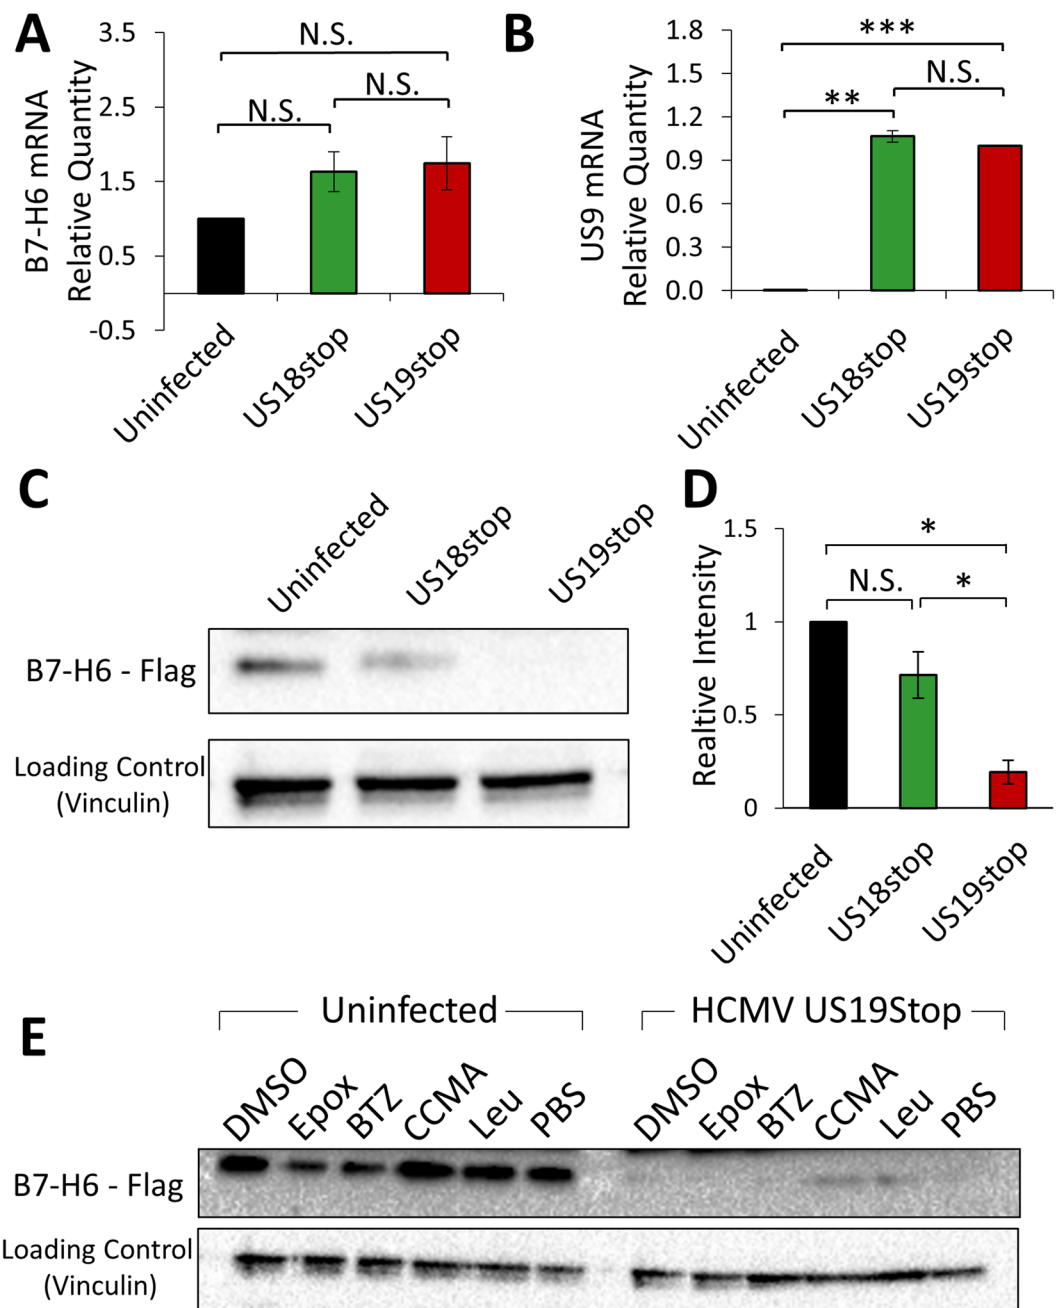 A
B7-H6 mRNA
Relative Quantity
3.5
2.5
1.5
0.5
-0.5
N.S.
N.S.
N.S.
Uninfected
US18stop
US19stop
B
US9 mRNA
Relative Quantity
1.8
1.5
1.2
0.9
0.6
0.3
0.0
***
N.S.
**
Uninfected
US18stop
US19stop
C
Uninfected
US18stop
US19stop
B7-H6 - Flag
Loading Control
(Vinculin)
D
Realtive Intensity
1.5
1
0.5
0
*
N.S.
*
Uninfected
US18stop
US19stop
E
Uninfected
HCMV US19Stop
DMSO
Epox
BTZ
CCMA
Leu
PBS
DMSO
Epox
BTZ
CCMA
Leu
PBS
B7-H6 - Flag
Loading Control
(Vinculin)